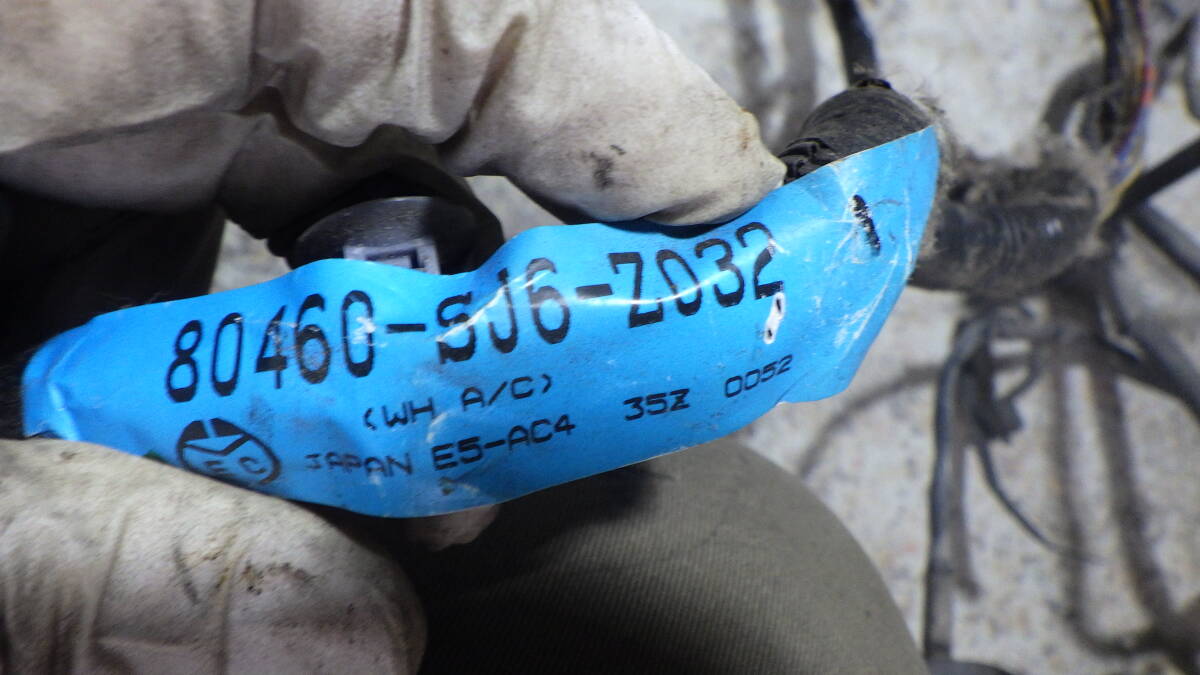 80460-SJ6-Z032
(WH A/C)
JAPAN E5-AC4 35Z 0052